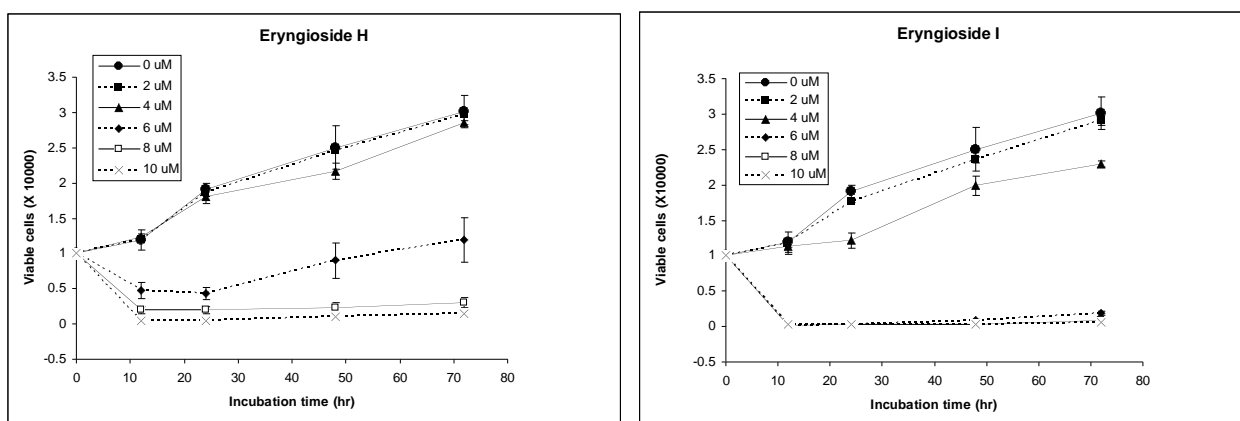 Eryngioside H
0 uM
2 uM
4 uM
6 uM
8 uM
10 uM
3.5
3
2.5
2
1.5
1
0.5
0
-0.5
0 10 20 30 40 50 60 70 80
Viable cells (X 10000)
Incubation time (hr)
Eryngioside I
0 uM
2 uM
4 uM
6 uM
8 uM
10 uM
3.5
3
2.5
2
1.5
1
0.5
0
-0.5
0 20 40 60 80
Viable cells (X10000)
Incubation time (hr)